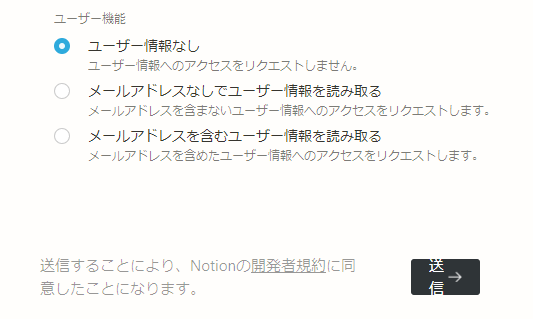 ユーザー機能
ユーザー情報なし
ユーザー情報へのアクセスをリクエストしません。
メールアドレスなしでユーザー情報を読み取る
メールアドレスを含まないユーザー情報へのアクセスをリクエストします。
メールアドレスを含むユーザー情報を読み取る
メールアドレスを含めたユーザー情報へのアクセスをリクエストします。
送信することにより、Notionの開発者規約に同
意したことになります。
送
信 →